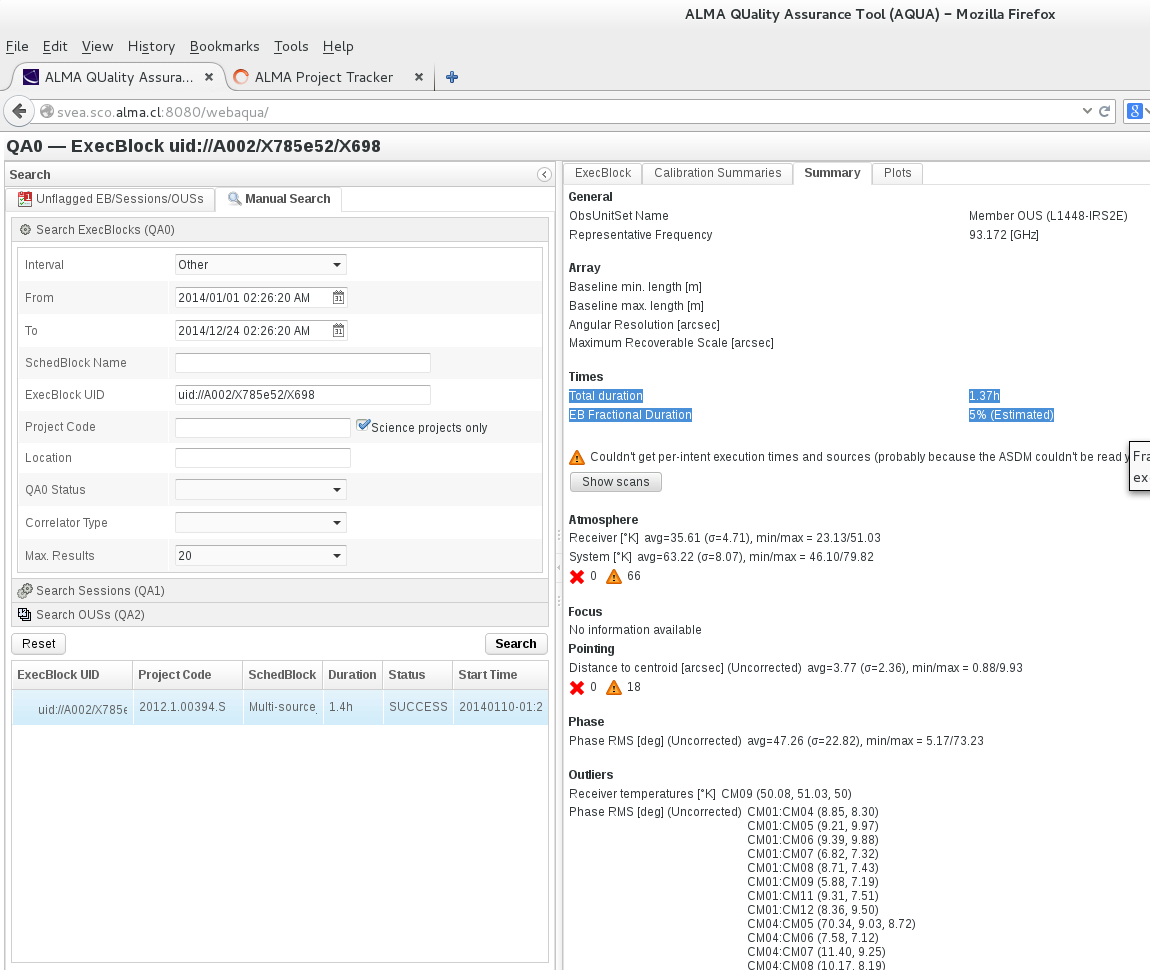 ALMA QUality Assurance Tool (AQUA) – Mozilla Firefox
File Edit View History Bookmarks Tools Help
ALMA QUality Assura... ALMA Project Tracker
svea.sco.alma.cl:8080/webaqua/
QA0 — ExecBlock uid://A002/X785e52/X698
Search
Unflagged EB/Sessions/OUSs Manual Search
Search ExecBlocks (QA0)
Interval Other
From 2014/01/01 02:26:20 AM
To 2014/12/24 02:26:20 AM
SchedBlock Name
ExecBlock UID uid://A002/X785e52/X698
Project Code Science projects only
Location
QA0 Status
Correlator Type
Max. Results 20
Search Sessions (QA1)
Search OUSs (QA2)
Reset Search
ExecBlock UID Project Code SchedBlock Duration Status Start Time
uid://A002/X785e 2012.1.00394.S Multi-source_ 1.4h SUCCESS 20140110-01:2
ExecBlock Calibration Summaries Summary Plots
General
ObsUnitSet Name Member OUS (L1448-IRS2E)
Representative Frequency 93.172 [GHz]
Array
Baseline min. length [m]
Baseline max. length [m]
Angular Resolution [arcsec]
Maximum Recoverable Scale [arcsec]
Times
Total duration 1.37h
EB Fractional Duration 5% (Estimated)
Couldn't get per-intent execution times and sources (probably because the ASDM couldn't be read y
Fra
ex
Show scans
Atmosphere
Receiver [°K] avg=35.61 (σ=4.71), min/max = 23.13/51.03
System [°K] avg=63.22 (σ=8.07), min/max = 46.10/79.82
0 66
Focus
No information available
Pointing
Distance to centroid [arcsec] (Uncorrected) avg=3.77 (σ=2.36), min/max = 0.88/9.93
0 18
Phase
Phase RMS [deg] (Uncorrected) avg=47.26 (σ=22.82), min/max = 5.17/73.23
Outliers
Receiver temperatures [°K] CM09 (50.08, 51.03, 50)
Phase RMS [deg] (Uncorrected) CM01:CM04 (8.85, 8.30)
CM01:CM05 (9.21, 9.97)
CM01:CM06 (9.39, 9.88)
CM01:CM07 (6.82, 7.32)
CM01:CM08 (8.71, 7.43)
CM01:CM09 (5.88, 7.19)
CM01:CM11 (9.31, 7.51)
CM01:CM12 (8.36, 9.50)
CM04:CM05 (70.34, 9.03, 8.72)
CM04:CM06 (7.58, 7.12)
CM04:CM07 (11.40, 9.25)
CM04:CM08 (10.17, 8.19)